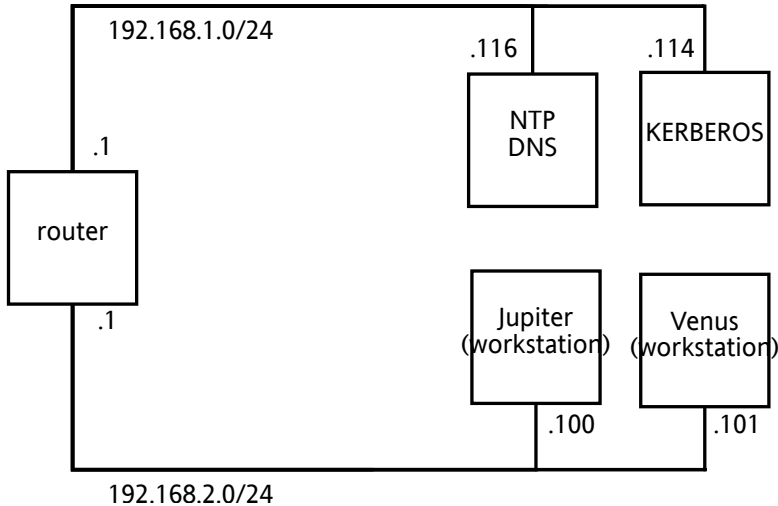 192.168.1.0/24
.116
.114
NTP
DNS
KERBEROS
.1
router
.1
Jupiter
(workstation)
Venus
(workstation)
.100
.101
192.168.2.0/24